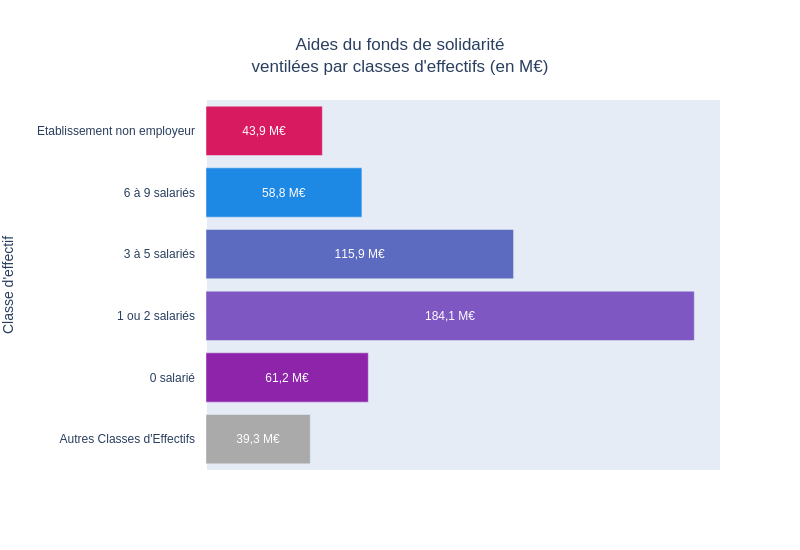 Aides du fonds de solidarité
ventilées par classes d'effectifs (en M€)
Classe d'effectif
Etablissement non employeur
43,9 M€
6 à 9 salariés
58,8 M€
3 à 5 salariés
115,9 M€
1 ou 2 salariés
184,1 M€
0 salarié
61,2 M€
Autres Classes d'Effectifs
39,3 M€